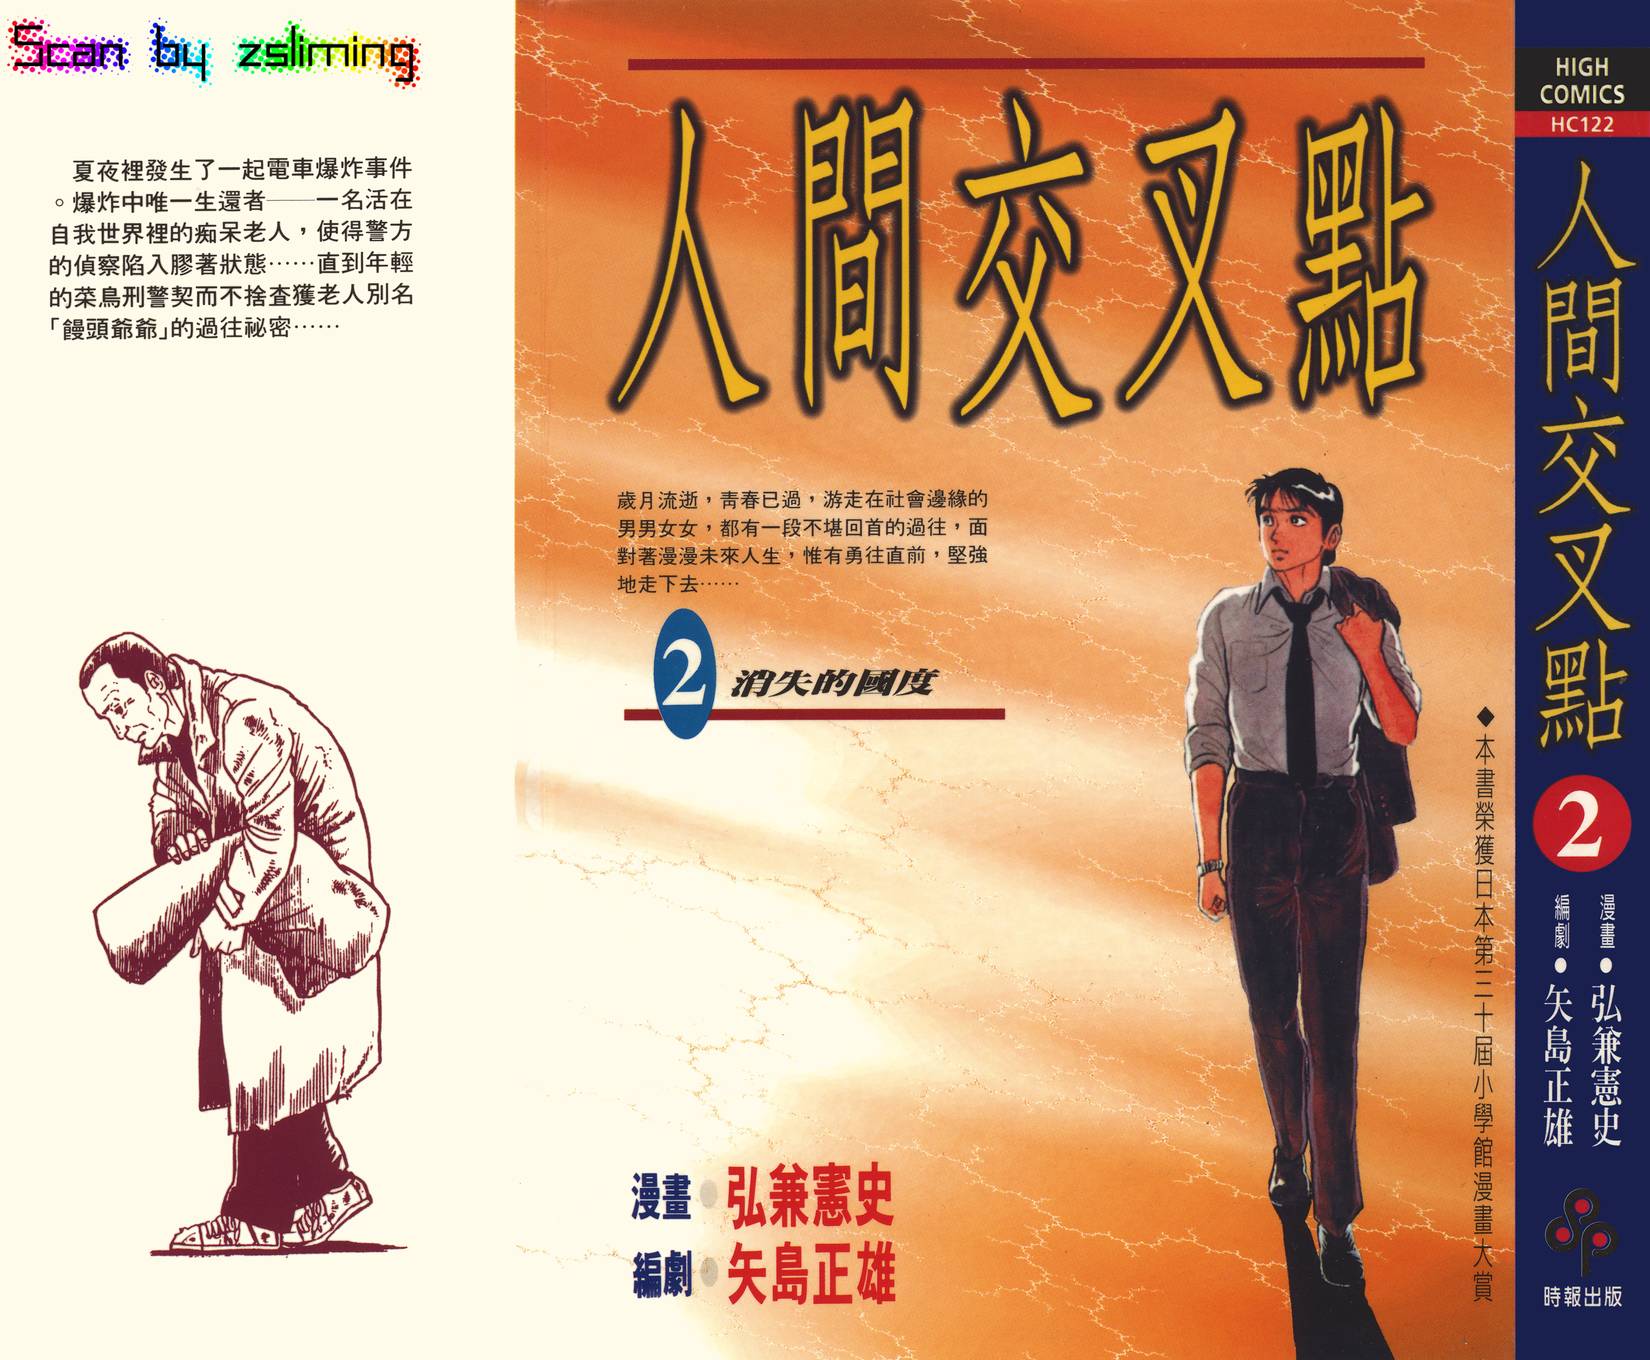 Scan by zsliming
夏夜裡發生了一起電車爆炸事件
。爆炸中唯一生還者──一名活在
自我世界裡的痴呆老人，使得警方
的偵察陷入膠著狀態……直到年輕
的菜鳥刑警契而不捨查獲老人別名
「饅頭爺爺」的過往祕密……
人間交叉點
歲月流逝，青春已過，游走在社會邊緣的
男男女女，都有一段不堪回首的過往，面
對著漫漫未來人生，惟有勇往直前，堅強
地走下去……
2 消失的國度
◆本書榮獲日本第三十屆小學館漫畫大賞
漫畫●弘兼憲史
編劇●矢島正雄
HIGH
COMICS
HC122
人間交叉點
2
漫畫●弘兼憲史
編劇●矢島正雄
時報出版